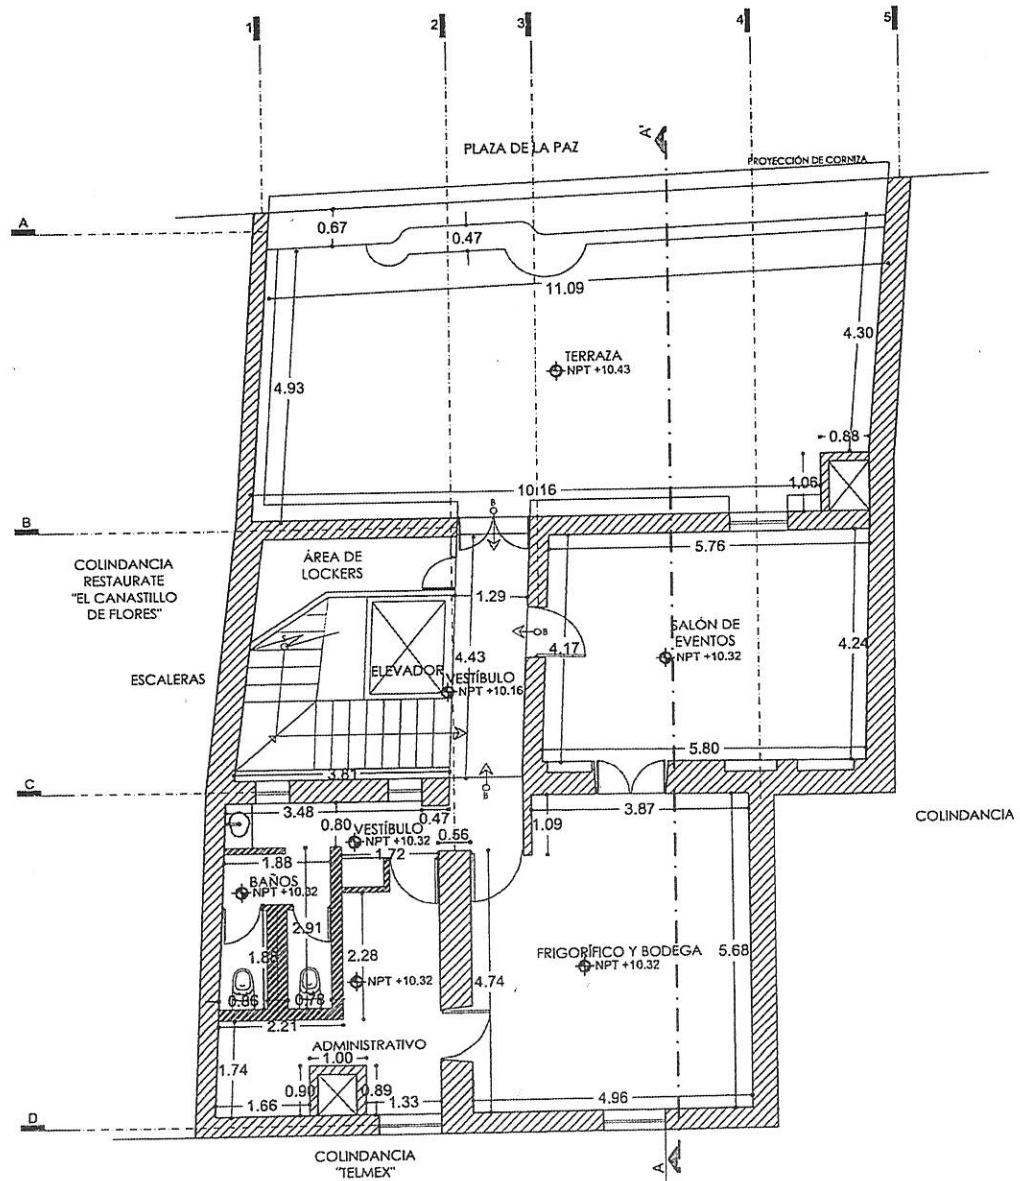 1
2
3
4
5
A'
PLAZA DE LA PAZ
PROYECCIÓN DE CORNIZA
A
0.67
0.47
11.09
4.30
TERRAZA
NPT +10.43
4.93
0.88
1.06
10.16
B
B
COLINDANCIA
RESTAURATE
"EL CANASTILLO
DE FLORES"
ÁREA DE
LOCKERS
5.76
1.29
B
SALÓN DE
EVENTOS
NPT +10.32
4.17
4.24
4.43
ESCALERAS
ELEVADOR
VESTÍBULO
NPT +10.16
5.80
3.81
C
B
3.48
0.47
3.87
COLINDANCIA
0.80
VESTÍBULO
NPT +10.32
0.56
1.09
1.72
1.88
BAÑOS
NPT +10.32
2.91
1.88
2.28
FRIGORÍFICO Y BODEGA
NPT +10.32
5.68
4.74
NPT +10.32
0.86
0.78
2.21
ADMINISTRATIVO
1.00
1.74
0.90
0.89
1.66
1.33
4.96
D
COLINDANCIA
"TELMEX"
A